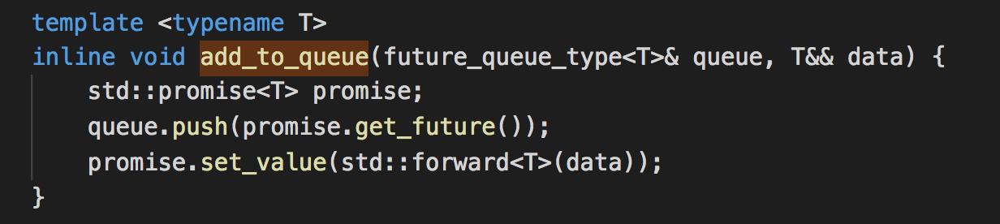 template <typename T>
inline void add_to_queue(future_queue_type<T>& queue, T&& data) {
    std::promise<T> promise;
    queue.push(promise.get_future());
    promise.set_value(std::forward<T>(data));
}